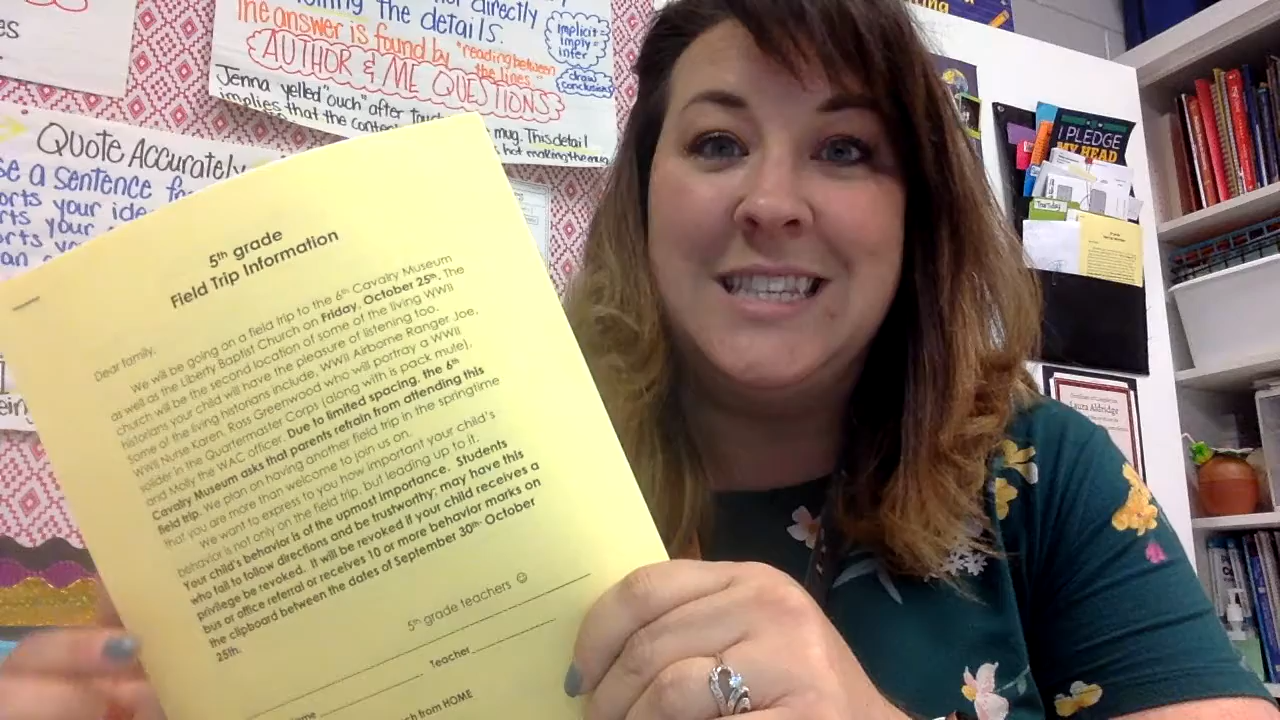 er directly
the details.
The answer is found by "reading between
the lines"
AUTHOR & ME QUESTIONS
implicit =
imply =
infer
draw
conclusions
Jenna yelled "ouch" after
mug. This detail
implies that the
hot making the mug
Quote Accurately
se a sentence
orts your
5th grade
Field Trip Information
Dear family,
We will be going on a field trip to the 6th Cavalry Museum
as well as the Liberty Baptist Church on Friday, October 25th. The
church will be the second location of some of the living WWII
historians your child will have the pleasure of listening too.
Some of the living historians include, WWII Airborne Ranger Joe,
WWII Nurse Karen, Ross Greenwood who will portray a WWII
solider in the Quartermaster Corps (along with is pack mule),
and Molly the WAC officer. Due to limited spacing, the 6th
Cavalry Museum asks that parents refrain from attending this
field trip. We plan on having another field trip in the springtime
that you are more than welcome to join us on.
We want to express to you how important your child's
behavior is not only on the field trip, but leading up to it.
Your child's behavior is of the upmost importance. Students
who fail to follow directions and be trustworthy; may have this
privilege be revoked. It will be revoked if your child receives a
bus or office referral or receives 10 or more behavior marks on
the clipboard between the dates of September 30th- October
25th.
5th grade teachers ☺
Teacher
from HOME
I PLEDGE
MY HEAD
Thursday
Laura Aldridge